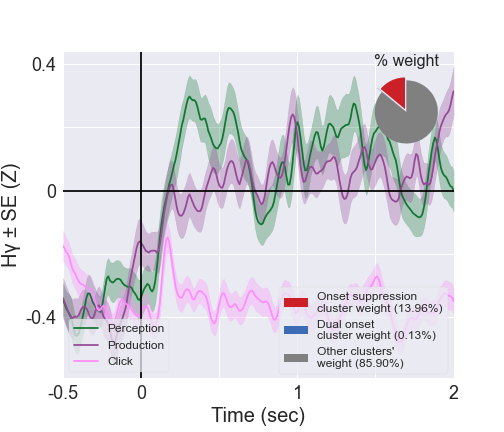 % weight
0.4
0
-0.4
Hγ ± SE (Z)
Perception
Production
Click
Onset suppression
cluster weight (13.96%)
Dual onset
cluster weight (0.13%)
Other clusters'
weight (85.90%)
-0.5
0
1
2
Time (sec)